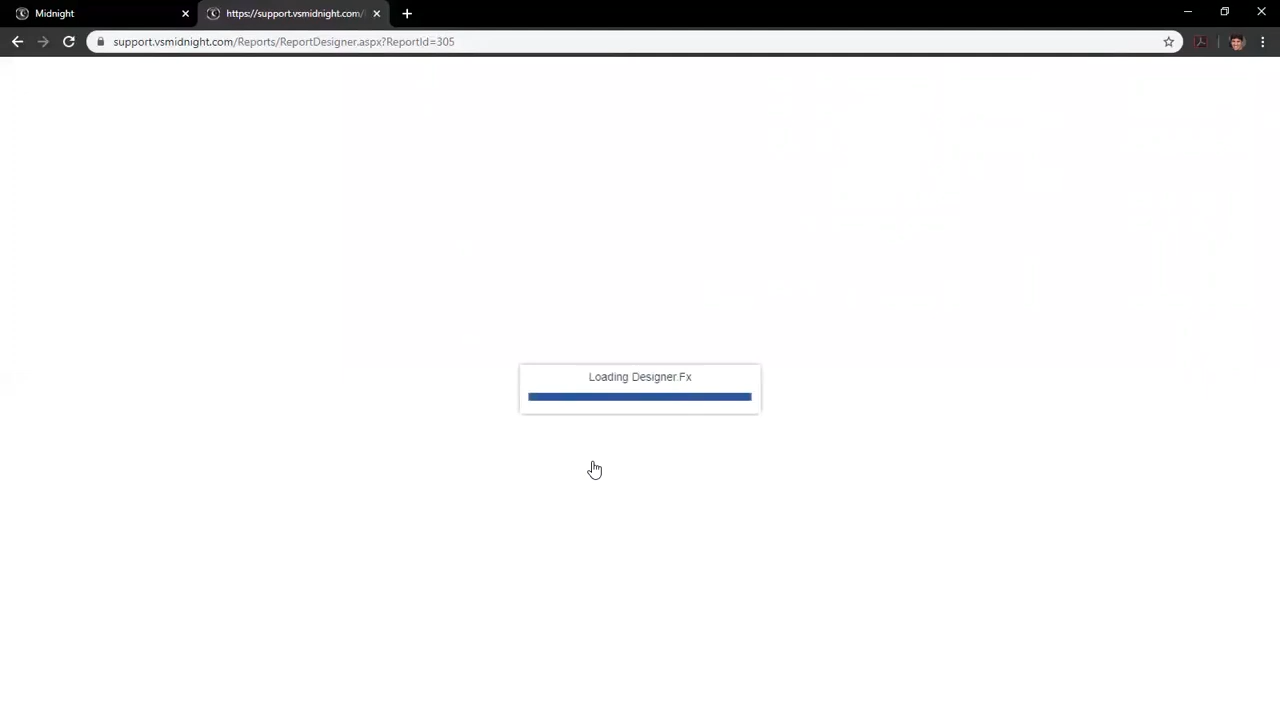 Midnight
https://support.vsmidnight.com/
support.vsmidnight.com/Reports/ReportDesigner.aspx?ReportId=305
Loading Designer.Fx